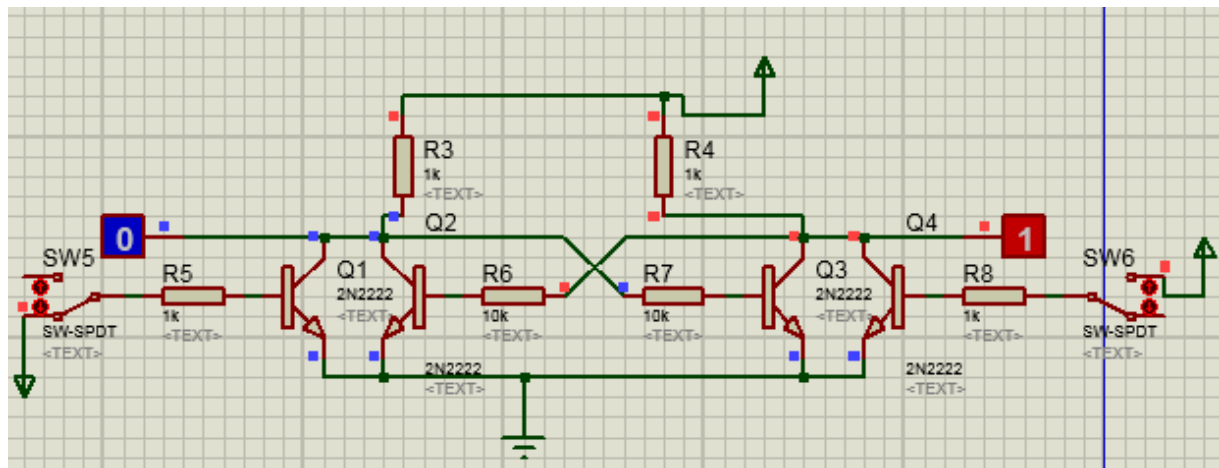 R3
1k
<TEXT>
R4
1k
<TEXT>
0
Q2
Q4
1
SW5
R5
1k
<TEXT>
Q1
2N2222
<TEXT>
R6
10k
<TEXT>
R7
10k
<TEXT>
Q3
2N2222
<TEXT>
R8
1k
<TEXT>
SW6
SW-SPDT
<TEXT>
SW-SPDT
<TEXT>
2N2222
<TEXT>
2N2222
<TEXT>